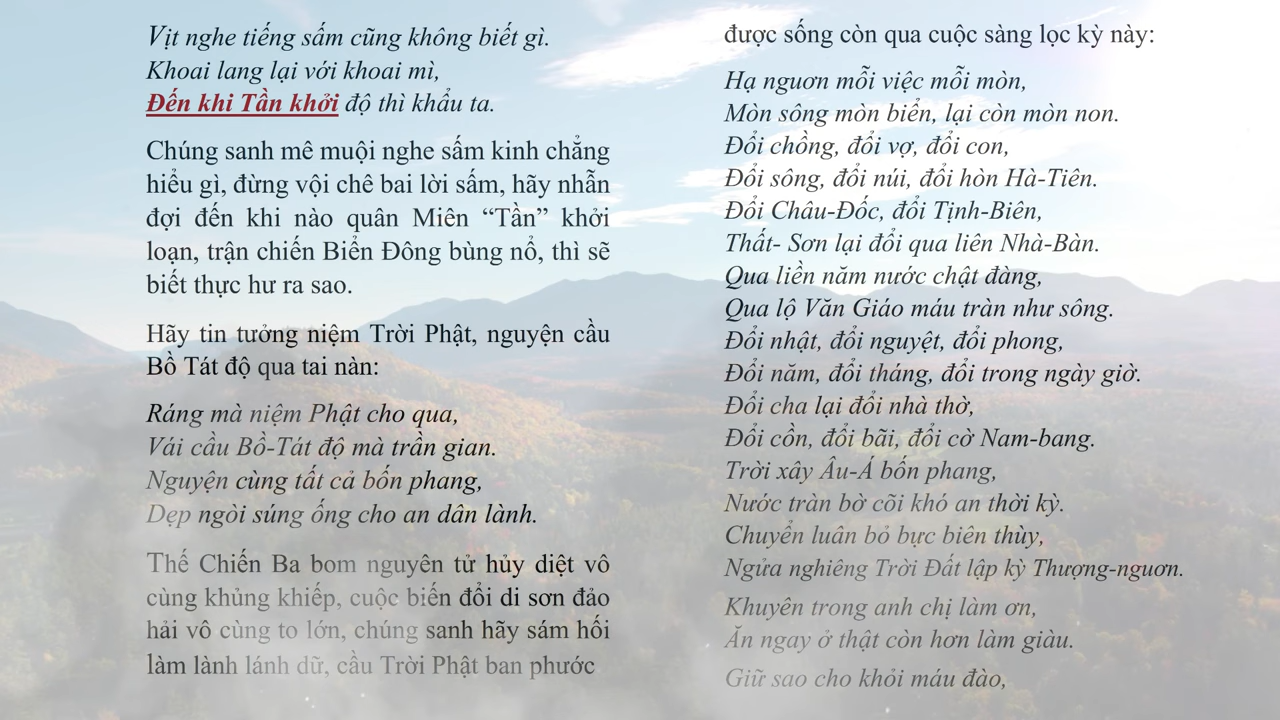 Vịt nghe tiếng sấm cũng không biết gì.
Khoai lang lại với khoai mì,
Đến khi Tần khởi độ thì khẩu ta.
Chúng sanh mê muội nghe sấm kinh chẳng
hiểu gì, đừng vội chê bai lời sấm, hãy nhẫn
đợi đến khi nào quân Miên “Tần” khởi
loạn, trận chiến Biển Đông bùng nổ, thì sẽ
biết thực hư ra sao.
Hãy tin tưởng niệm Trời Phật, nguyện cầu
Bồ Tát độ qua tai nàn:
Ráng mà niệm Phật cho qua,
Vái cầu Bồ-Tát độ mà trần gian.
Nguyện cùng tất cả bốn phang,
Dẹp ngòi súng ống cho an dân lành.
Thế Chiến Ba bom nguyên tử hủy diệt vô
cùng khủng khiếp, cuộc biến đổi di sơn đảo
hải vô cùng to lớn, chúng sanh hãy sám hối
làm lành lánh dữ, cầu Trời Phật ban phước
được sống còn qua cuộc sàng lọc kỳ này:
Hạ nguơn mỗi việc mỗi mòn,
Mòn sông mòn biển, lại còn mòn non.
Đổi chồng, đổi vợ, đổi con,
Đổi sông, đổi núi, đổi hòn Hà-Tiên.
Đổi Châu-Đốc, đổi Tịnh-Biên,
Thất- Sơn lại đổi qua liên Nhà-Bàn.
Qua liền năm nước chật đàng,
Qua lộ Văn Giáo máu tràn như sông.
Đổi nhật, đổi nguyệt, đổi phong,
Đổi năm, đổi tháng, đổi trong ngày giờ.
Đổi cha lại đổi nhà thờ,
Đổi cồn, đổi bãi, đổi cờ Nam-bang.
Trời xây Âu-Á bốn phang,
Nước tràn bờ cõi khó an thời kỳ.
Chuyển luân bỏ bực biên thùy,
Ngửa nghiêng Trời Đất lập kỳ Thượng-nguơn.
Khuyên trong anh chị làm ơn,
Ăn ngay ở thật còn hơn làm giàu.
Giữ sao cho khỏi máu đào,